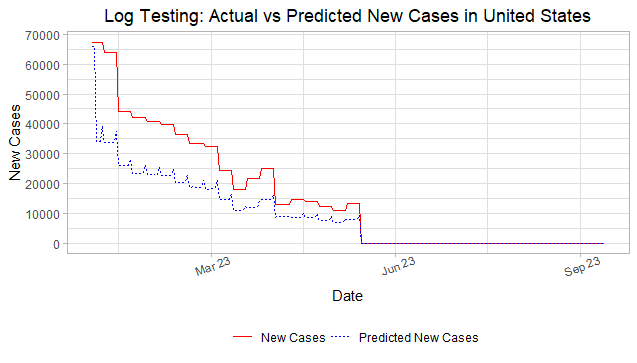 Log Testing: Actual vs Predicted New Cases in United States
New Cases
70000
60000
50000
40000
30000
20000
10000
0
Mar 23
Jun 23
Sep 23
Date
New Cases
Predicted New Cases